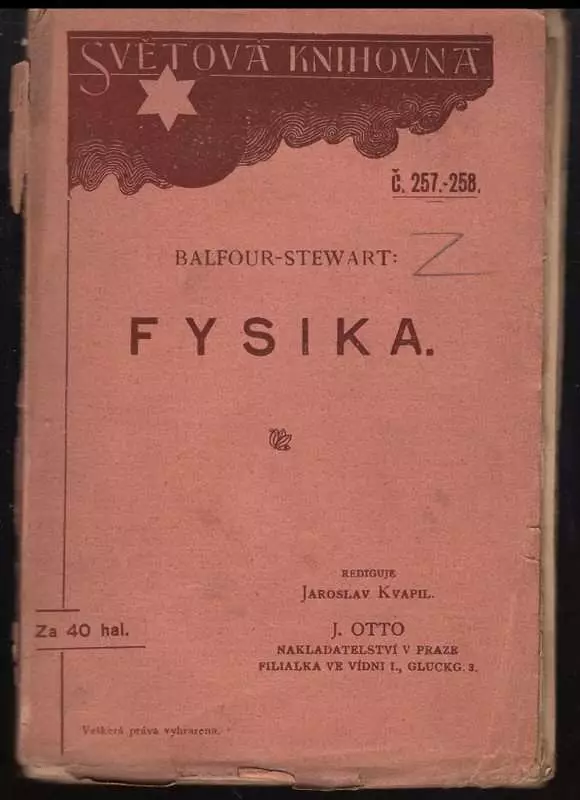 SVĚTOVÁ KNIHOVNA
Č. 257.-258.
BALFOUR-STEWART: Z
FYSIKA.
REDIGUJE
JAROSLAV KVAPIL.
Za 40 hal.
J. OTTO
NAKLADATELSTVÍ V PRAZE
FILIALKA VE VÍDNI I., GLUCKG. 3.
Veškerá práva vyhrazena.